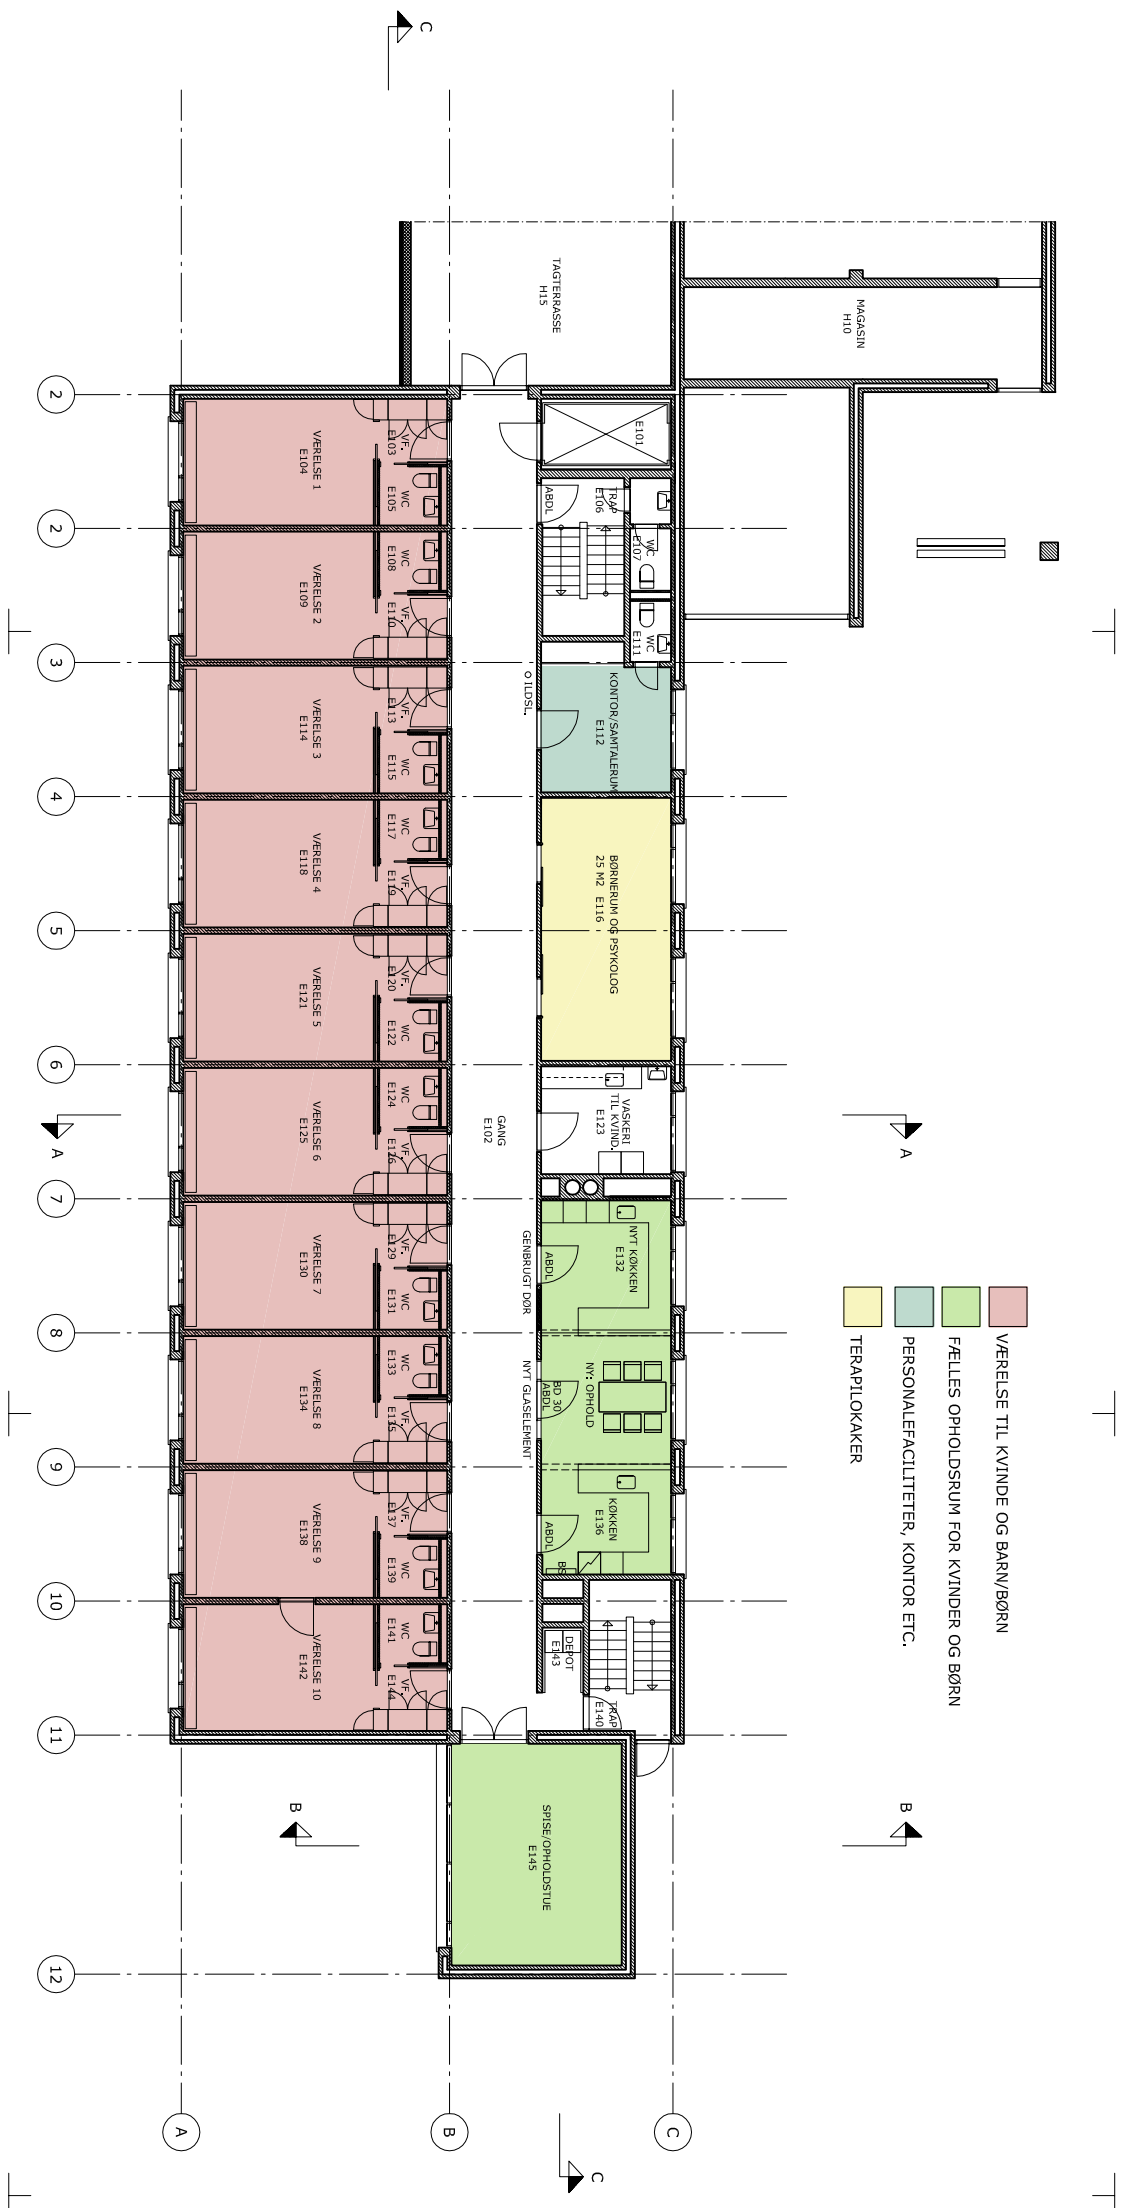 C
TAGTERRASSE
H15
MAGASIN
H10
2
2
3
4
5
6
7
8
9
10
11
12
A
B
C
VÆRELSE 1
E104
VF.
E103
WC
E105
VÆRELSE 2
E109
WC
E108
VF.
E110
VÆRELSE 3
E114
VF.
E113
WC
E115
VÆRELSE 4
E118
WC
E117
VF.
E119
VÆRELSE 5
E121
VF.
E120
WC
E122
VÆRELSE 6
E125
WC
E124
VF.
E126
VÆRELSE 7
E130
VF.
E129
WC
E131
VÆRELSE 8
E134
WC
E133
VF.
E135
VÆRELSE 9
E138
VF.
E137
WC
E139
VÆRELSE 10
E142
WC
E141
VF.
E144
GANG
E102
O ILDSL.
GENBRUGT DØR
NYT GLASELEMENT
E101
ABDL
TRAP
E106
WC
E107
WC
E111
KONTOR/SAMTALERUM
E112
BØRNERUM OG PSYKOLOG
25 M2 E116
VASKERI
TIL KVIND.
E123
NYT KØKKEN
E132
ABDL
NY: OPHOLD
BD 30
ABDL
KØKKEN
E136
ABDL
BS
DEPOT
E143
TRAP
E140
SPISE/OPHOLDSTUE
E145
A
A
B
B
C
VÆRELSE TIL KVINDE OG BARN/BØRN
FÆLLES OPHOLDSRUM FOR KVINDER OG BØRN
PERSONALEFACILITETER, KONTOR ETC.
TERAPILOKAKER